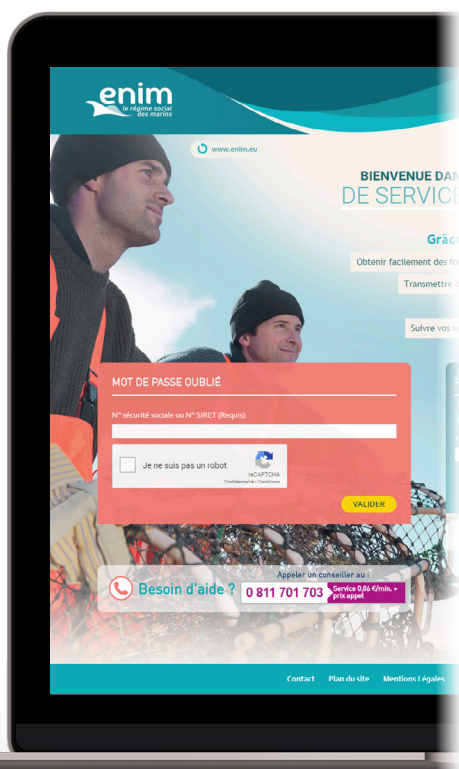 enim
le régime social
des marins
www.enim.eu
BIENVENUE DAN
DE SERVICE
Grâc
Obtenir facilement des fo
Transmettre
Suivre vos
MOT DE PASSE OUBLIÉ
N° sécurité sociale ou N° SIRET (Requis)
Je ne suis pas un robot
reCAPTCHA
Confidentialité - Conditions
VALIDER
Besoin d'aide ?
Appeler un conseiller au :
0 811 701 703
Service 0,06 €/min. +
prix appel
Contact Plan du site Mentions Légales